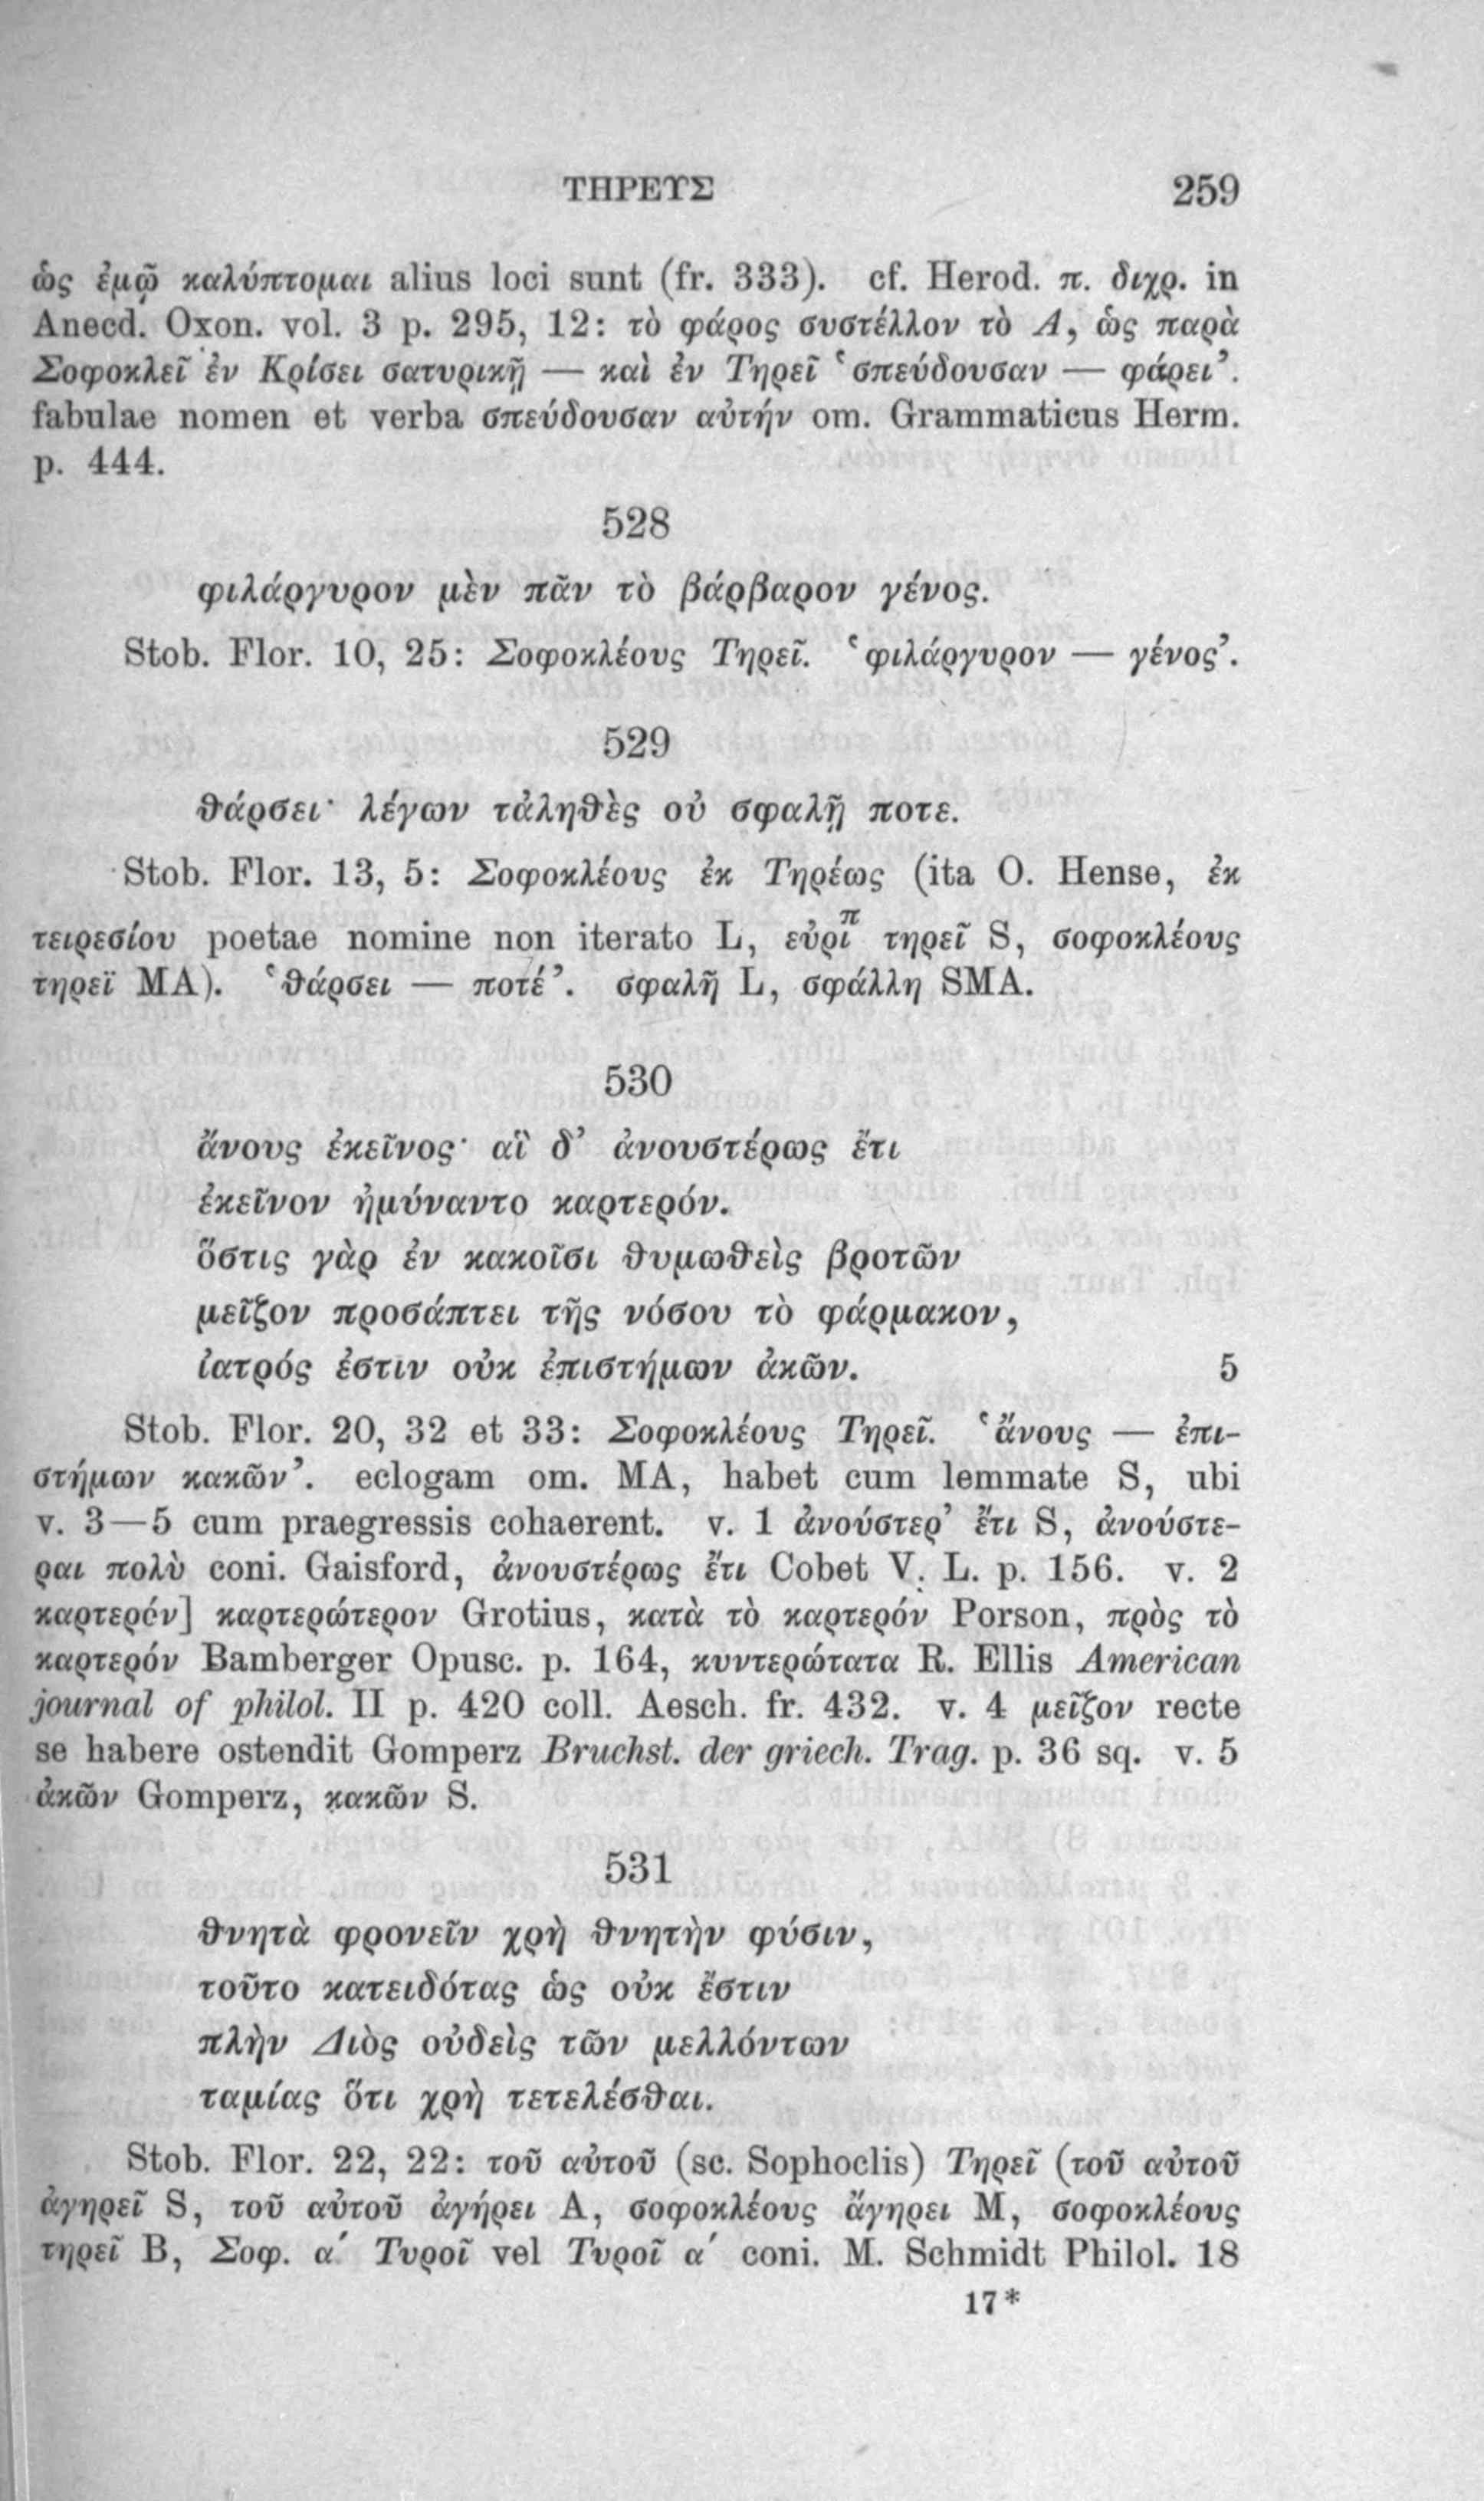 ΤΗΡΕΥΣ 259
ὡς ἐμῷ καλύπτομαι alius loci sunt (fr. 333). cf. Herod. π. διχρ. in
Anecd. Oxon. vol. 3 p. 295, 12: τὸ φάρος συστέλλον τὸ Α, ὡς παρὰ
Σοφοκλεῖ ἐν Κρίσει σατυρικῇ — καὶ ἐν Τηρεῖ ‘σπεύδουσαν — φάρει’.
fabulae nomen et verba σπεύδουσαν αὐτήν om. Grammaticus Herm.
p. 444.
528
φιλάργυρον μὲν πᾶν τὸ βάρβαρον γένος.
Stob. Flor. 10, 25: Σοφοκλέους Τηρεῖ. ‘φιλάργυρον — γένος’.
529
θάρσει· λέγων τἀληθὲς οὐ σφαλῇ ποτε.
Stob. Flor. 13, 5: Σοφοκλέους ἐκ Τηρέως (ita O. Hense, ἐκ
τειρεσίου poetae nomine non iterato L, εὐριπ τηρεῖ S, σοφοκλέους
τηρεϊ MA). ‘θάρσει — ποτέ’. σφαλῆ L, σφάλλη SMA.
530
ἄνους ἐκεῖνος· αἳ δ’ ἀνουστέρως ἔτι
ἐκεῖνον ἠμύναντο καρτερόν.
ὅστις γὰρ ἐν κακοῖσι θυμωθεὶς βροτῶν
μεῖζον προσάπτει τῆς νόσου τὸ φάρμακον,
ἰατρός ἐστιν οὐκ ἐπιστήμων ἀκῶν. 5
Stob. Flor. 20, 32 et 33: Σοφοκλέους Τηρεῖ. ‘ἄνους — ἐπι-
στήμων κακῶν’. eclogam om. MA, habet cum lemmate S, ubi
v. 3—5 cum praegressis cohaerent. v. 1 ἀνούστερ’ ἔτι S, ἀνούστε-
ραι πολὺ coni. Gaisford, ἀνουστέρως ἔτι Cobet V. L. p. 156. v. 2
καρτερόν] καρτερώτερον Grotius, κατὰ τὸ καρτερόν Porson, πρὸς τὸ
καρτερόν Bamberger Opusc. p. 164, κυντερώτατα R. Ellis American
journal of philol. II p. 420 coll. Aesch. fr. 432. v. 4 μεῖζον recte
se habere ostendit Gomperz Bruchst. der griech. Trag. p. 36 sq. v. 5
ἀκῶν Gomperz, κακῶν S.
531
θνητὰ φρονεῖν χρὴ θνητὴν φύσιν,
τοῦτο κατειδότας ὡς οὐκ ἔστιν
πλὴν Διὸς οὐδεὶς τῶν μελλόντων
ταμίας ὅτι χρὴ τετελέσθαι.
Stob. Flor. 22, 22: τοῦ αὐτοῦ (sc. Sophoclis) Τηρεῖ (τοῦ αὐτοῦ
ἀγηρεῖ S, τοῦ αὐτοῦ ἀγήρει A, σοφοκλέους ἄγηρει M, σοφοκλέους
τηρεῖ B, Σοφ. α΄ Τυροῖ vel Τυροῖ α΄ coni. M. Schmidt Philol. 18
17*